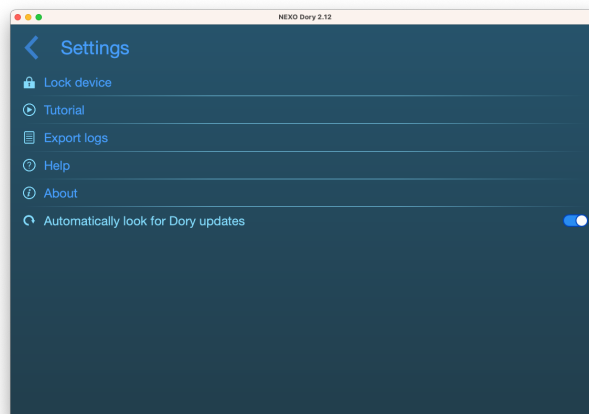 NEXO Dory 2.12
Settings
Lock device
Tutorial
Export logs
Help
About
Automatically look for Dory updates